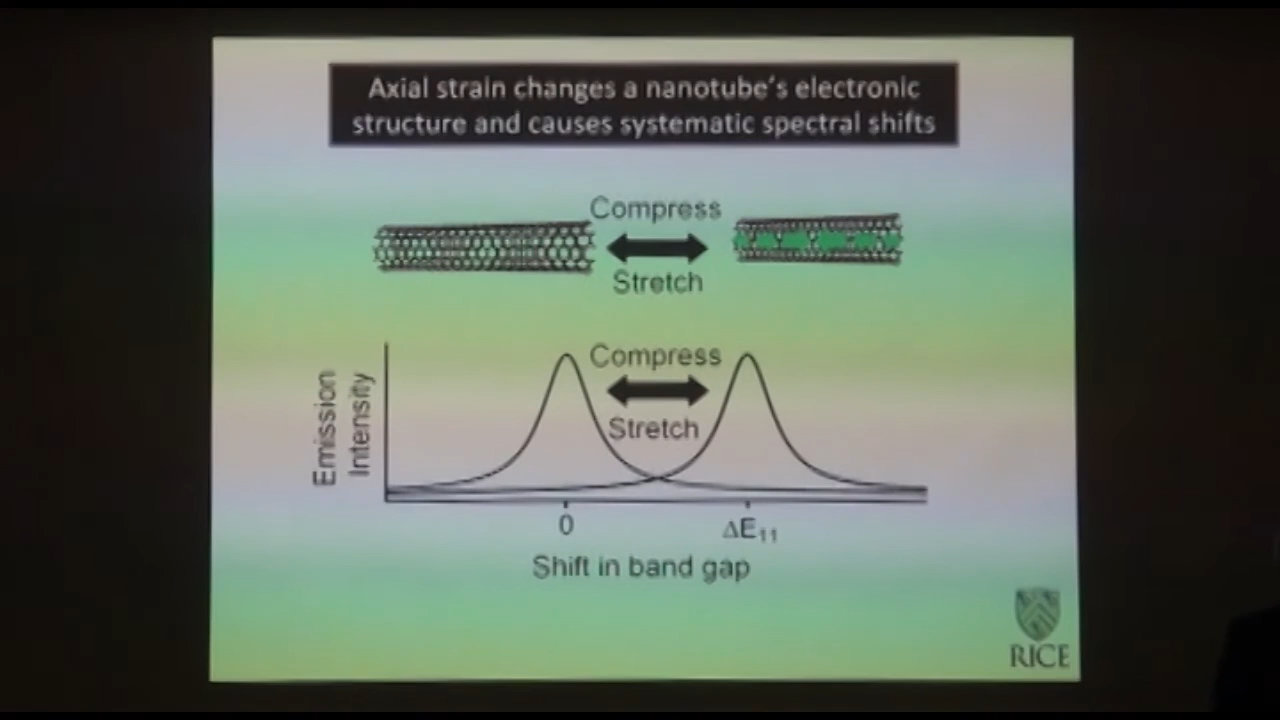 Axial strain changes a nanotube's electronic
structure and causes systematic spectral shifts
Compress
Stretch
Compress
Stretch
Emission
Intensity
0
ΔE₁₁
Shift in band gap
RICE